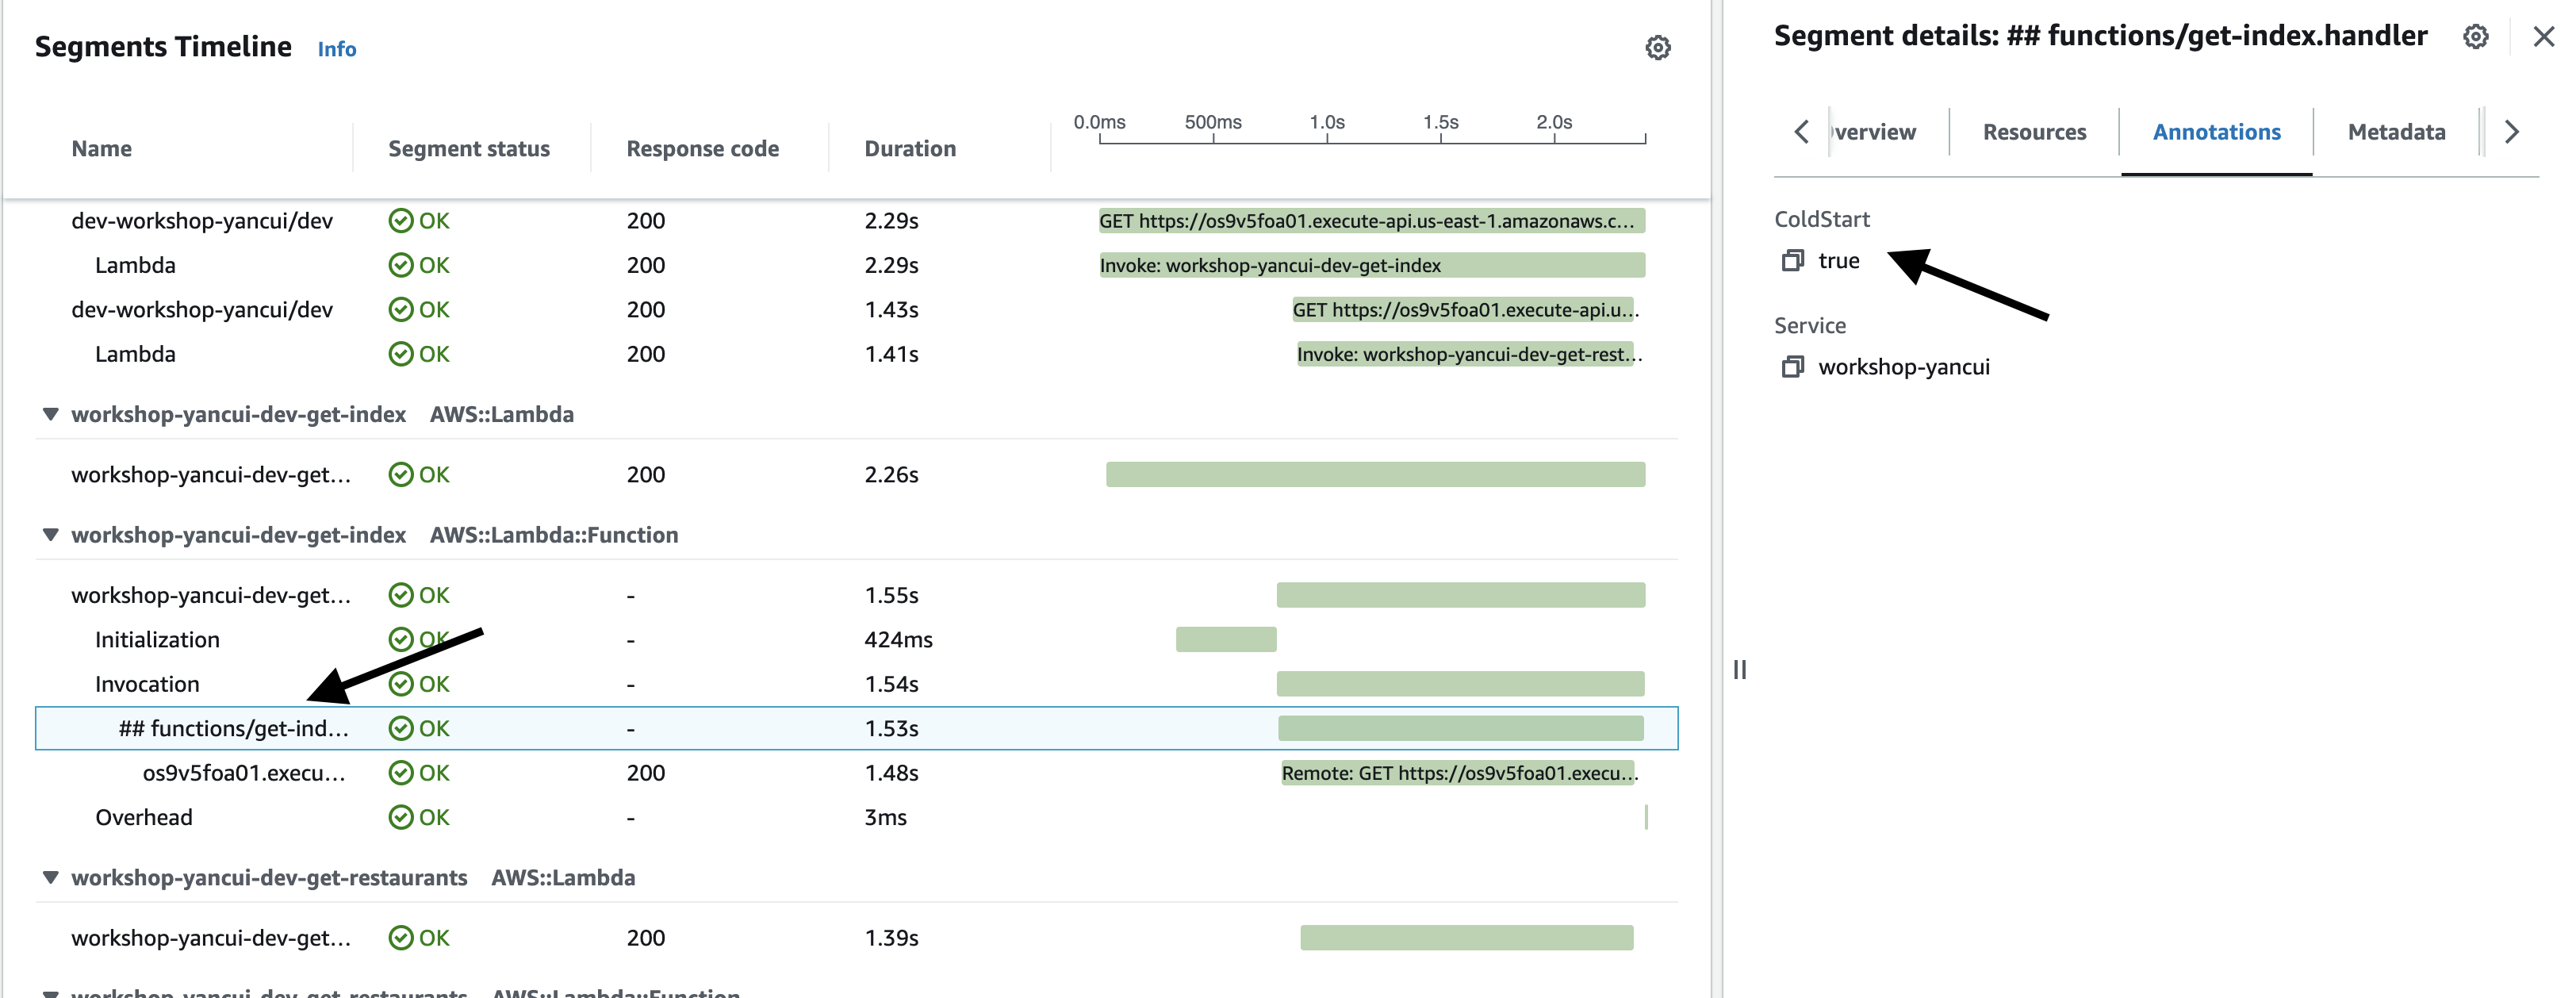 Segments Timeline Info
Name Segment status Response code Duration 0.0ms 500ms 1.0s 1.5s 2.0s
dev-workshop-yancui/dev OK 200 2.29s GET https://os9v5foa01.execute-api.us-east-1.amazonaws.c...
Lambda OK 200 2.29s Invoke: workshop-yancui-dev-get-index
dev-workshop-yancui/dev OK 200 1.43s GET https://os9v5foa01.execute-api.u...
Lambda OK 200 1.41s Invoke: workshop-yancui-dev-get-rest...
workshop-yancui-dev-get-index AWS::Lambda
workshop-yancui-dev-get... OK 200 2.26s
workshop-yancui-dev-get-index AWS::Lambda::Function
workshop-yancui-dev-get... OK - 1.55s
Initialization OK - 424ms
Invocation OK - 1.54s
## functions/get-ind... OK - 1.53s
os9v5foa01.execu... OK 200 1.48s Remote: GET https://os9v5foa01.execu...
Overhead OK - 3ms
workshop-yancui-dev-get-restaurants AWS::Lambda
workshop-yancui-dev-get... OK 200 1.39s
workshop-yancui-dev-get-restaurants AWS::Lambda::Function
Segment details: ## functions/get-index.handler
verview Resources Annotations Metadata
ColdStart
true
Service
workshop-yancui